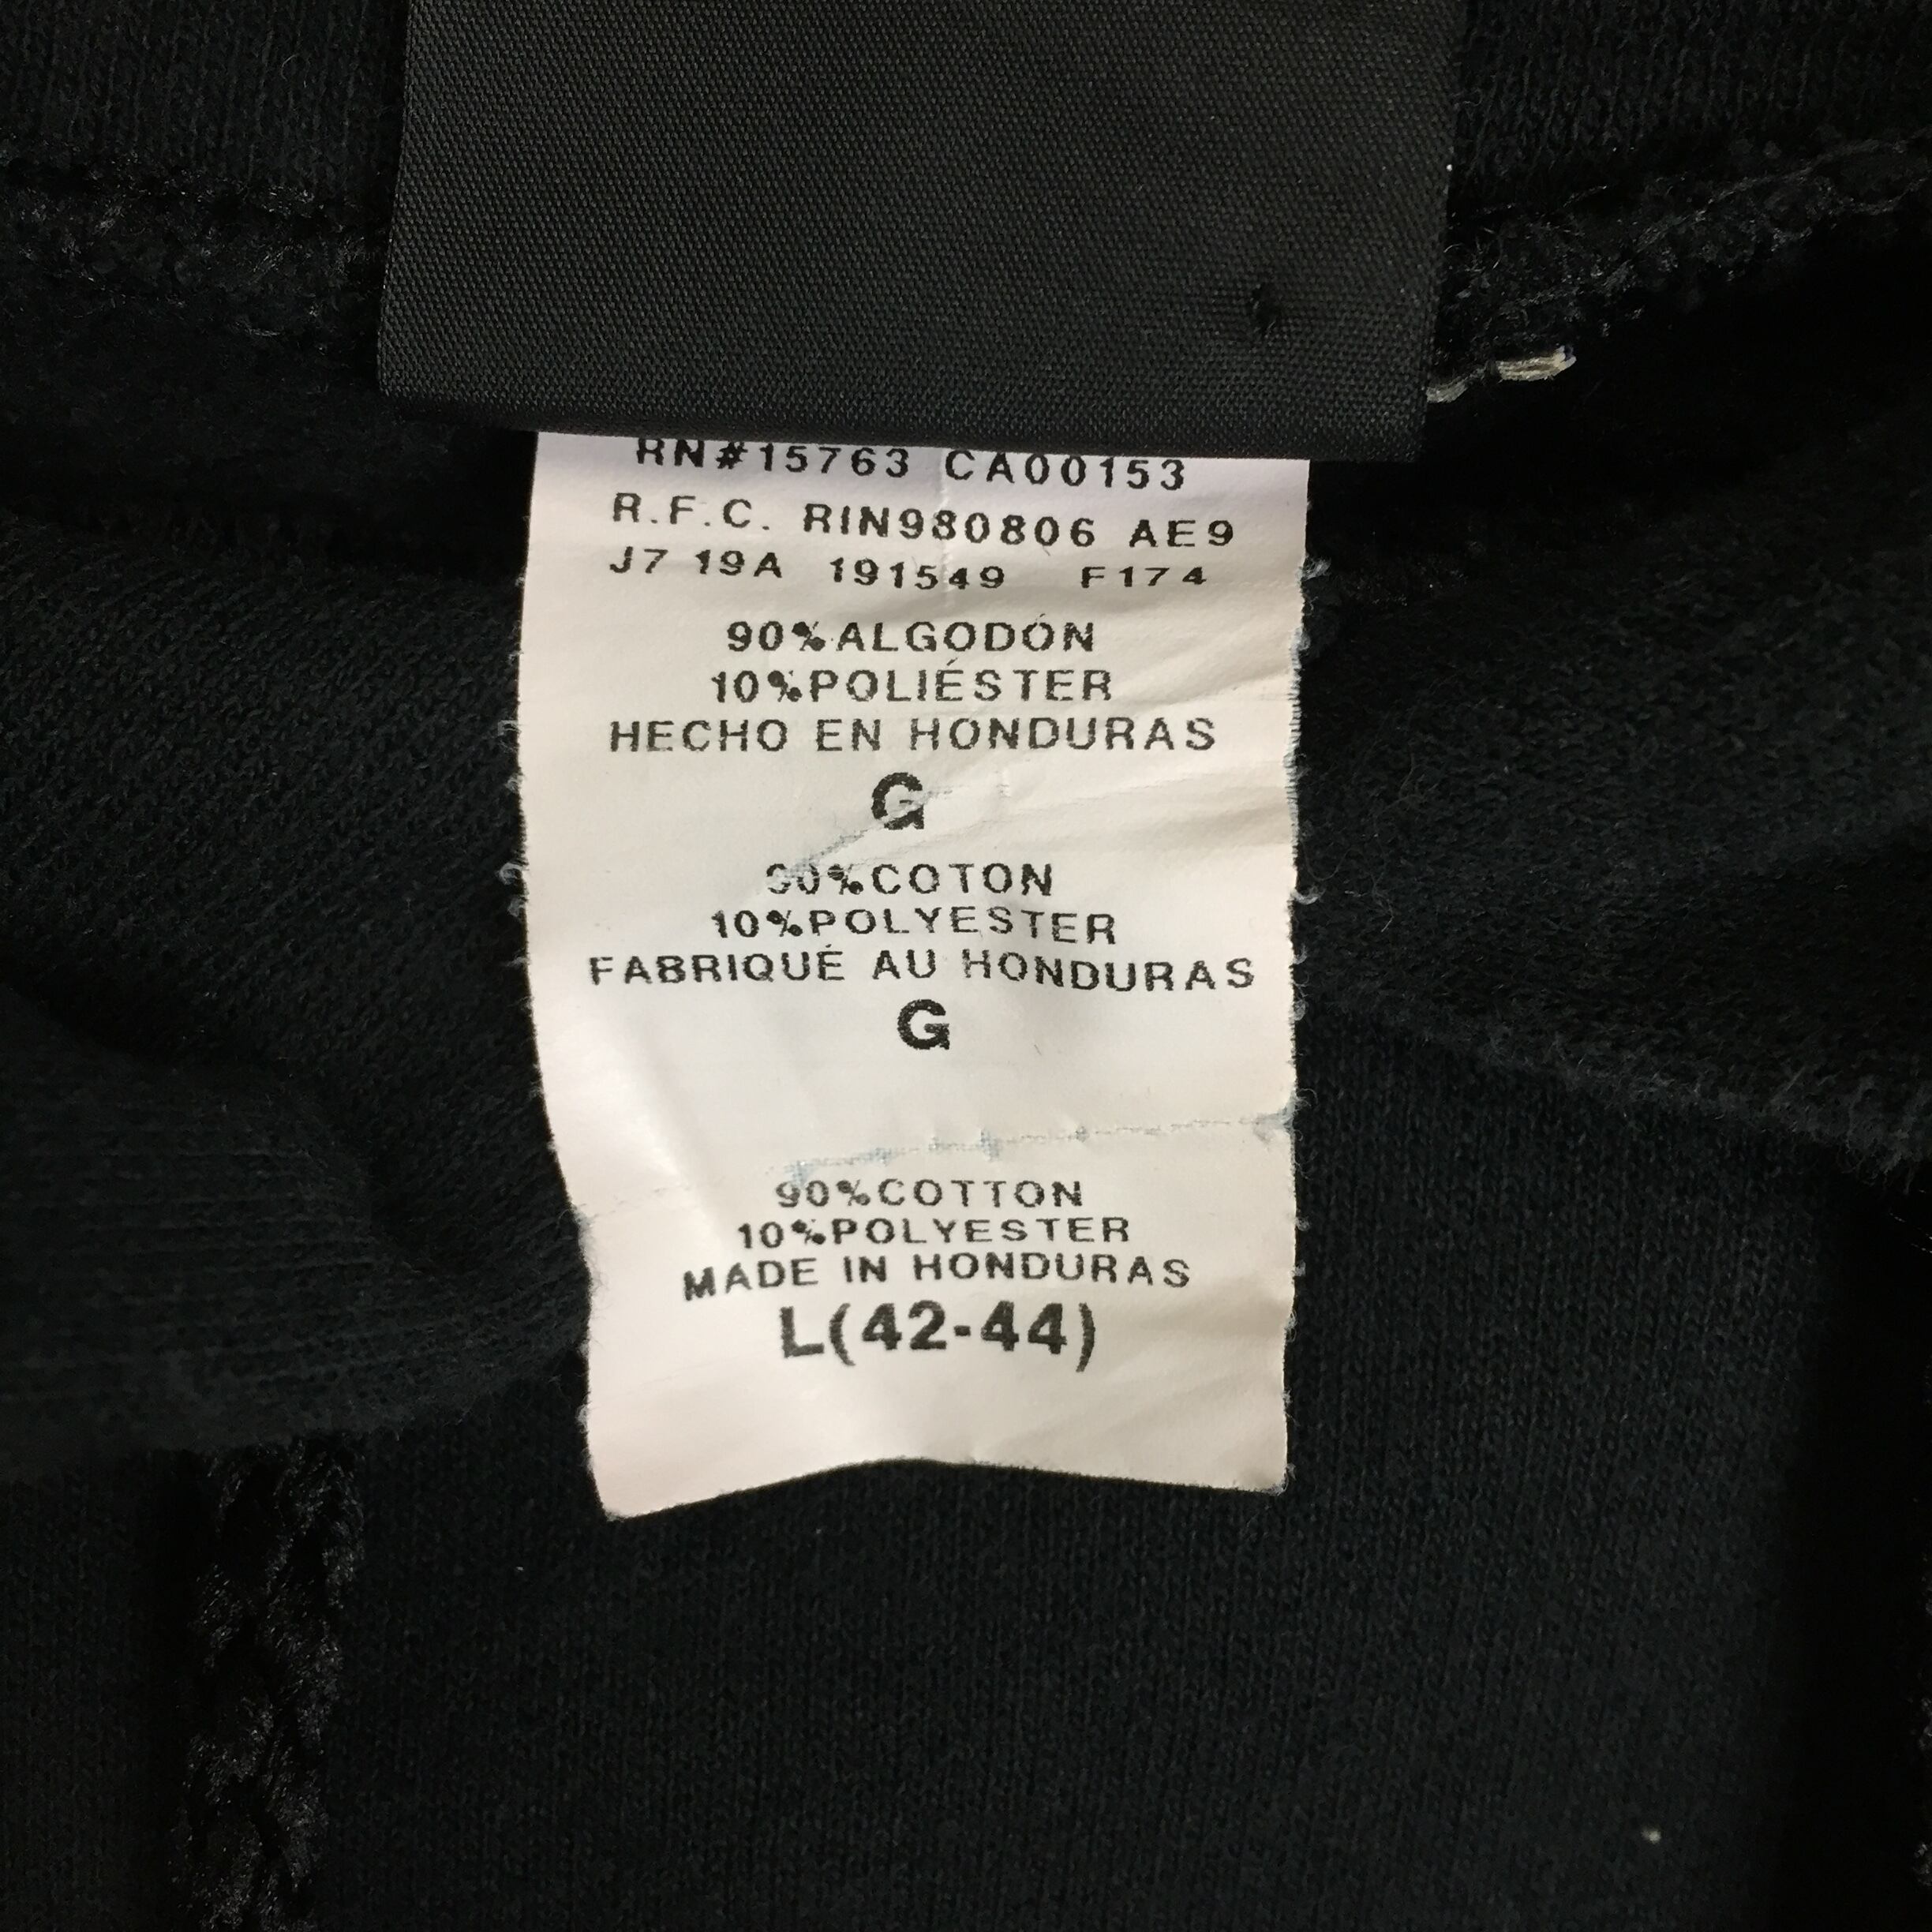 RN#15763 CA00153
R.F.C. RIN980806 AE9
J7 19A 191549 F174
90%ALGODÓN
10%POLIÉSTER
HECHO EN HONDURAS
G
90%COTON
10%POLYESTER
FABRIQUÉ AU HONDURAS
G
90%COTTON
10%POLYESTER
MADE IN HONDURAS
L(42-44)